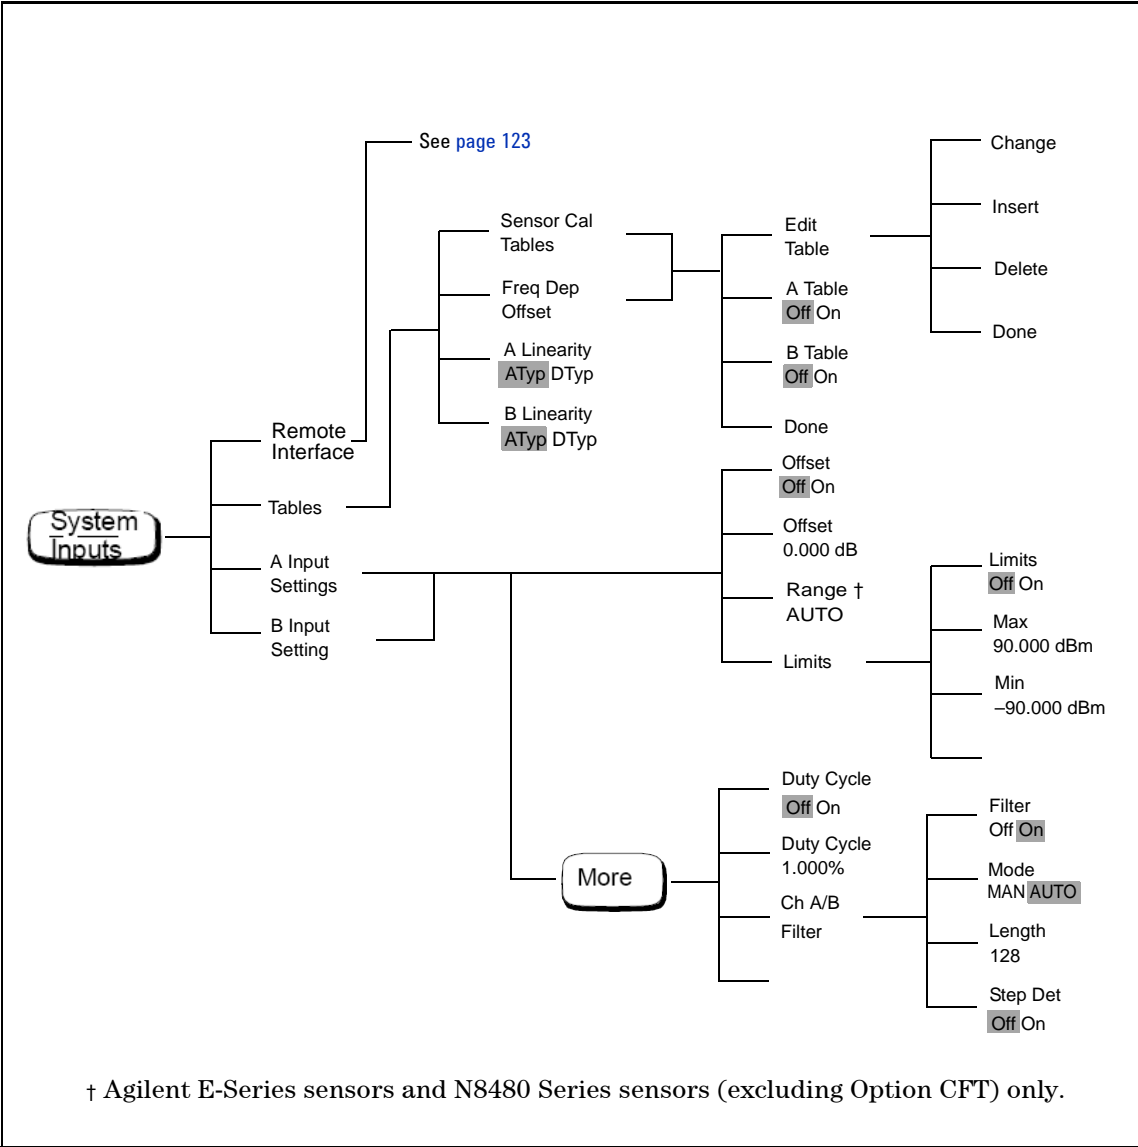 See page 123
Change
Insert
Delete
Done
Sensor Cal
Tables
Freq Dep
Offset
A Linearity
ATyp DTyp
B Linearity
ATyp DTyp
Edit
Table
A Table
Off On
B Table
Off On
Done
Remote
Interface
Tables
A Input
Settings
B Input
Setting
System
Inputs
Offset
Off On
Offset
0.000 dB
Range †
AUTO
Limits
Limits
Off On
Max
90.000 dBm
Min
–90.000 dBm
More
Duty Cycle
Off On
Duty Cycle
1.000%
Ch A/B
Filter
Filter
Off On
Mode
MAN AUTO
Length
128
Step Det
Off On
† Agilent E-Series sensors and N8480 Series sensors (excluding Option CFT) only.